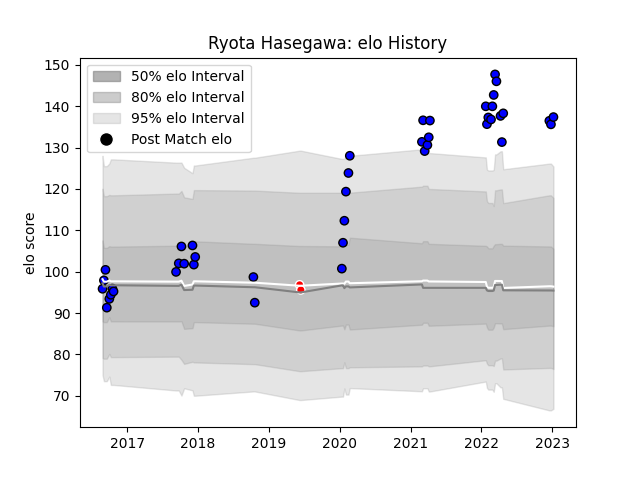 Ryota Hasegawa: elo History
50% elo Interval
80% elo Interval
95% elo Interval
Post Match elo
elo score
150
140
130
120
110
100
90
80
70
2017 2018 2019 2020 2021 2022 2023